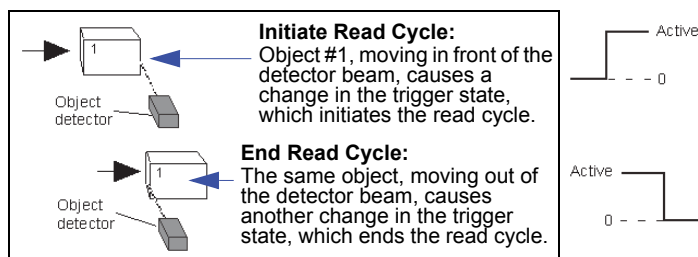 Initiate Read Cycle:
1
Object #1, moving in front of the
detector beam, causes a
change in the trigger state,
which initiates the read cycle.
Object
detector
Active
0
End Read Cycle:
1
The same object, moving out of
the detector beam, causes
another change in the trigger
state, which ends the read cycle.
Object
detector
Active
0